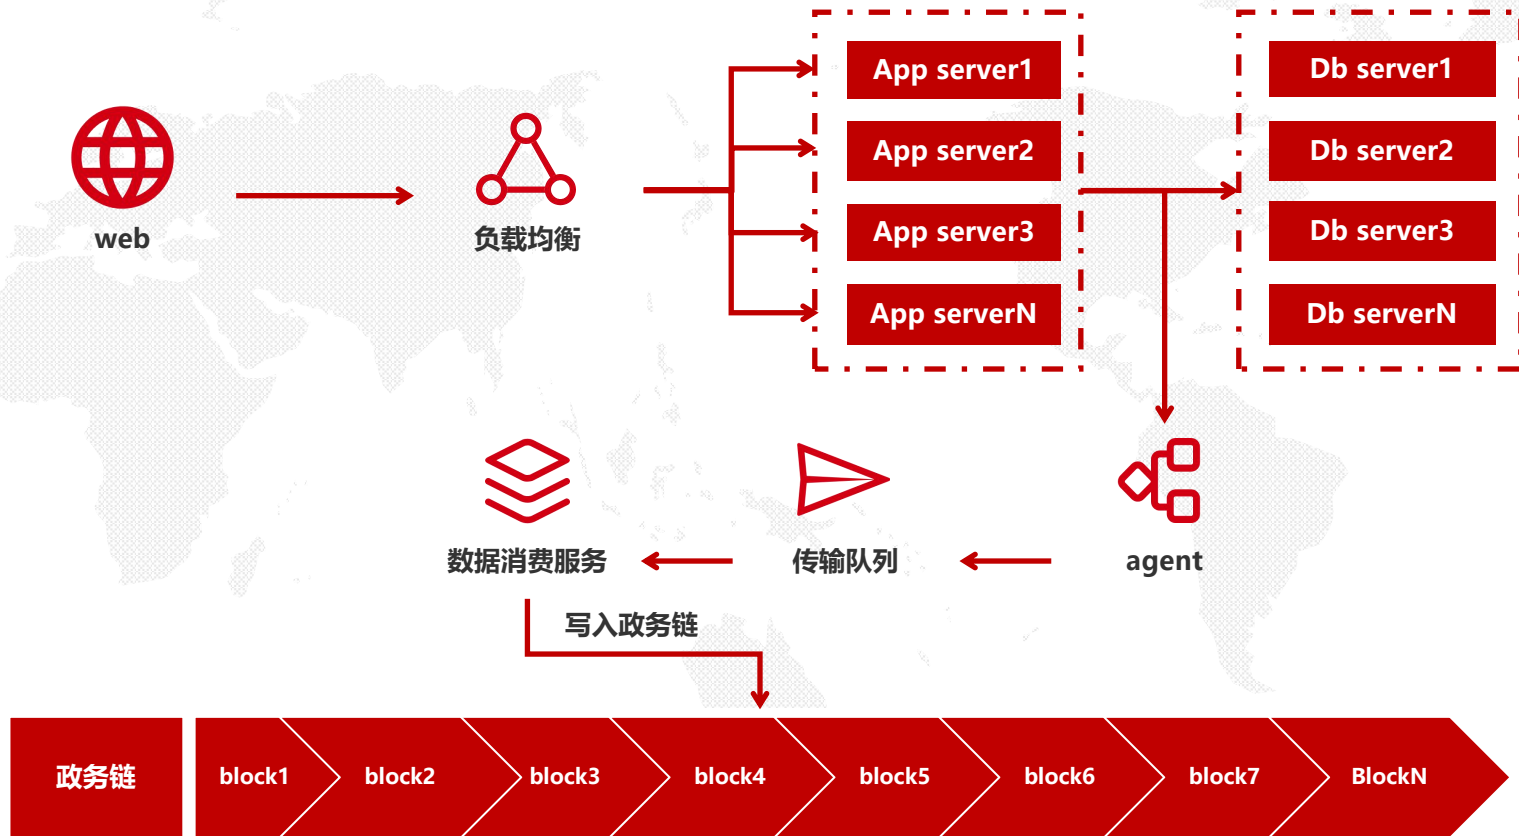 web
负载均衡
App server1
App server2
App server3
App serverN
Db server1
Db server2
Db server3
Db serverN
数据消费服务
传输队列
agent
写入政务链
政务链
block1
block2
block3
block4
block5
block6
block7
BlockN